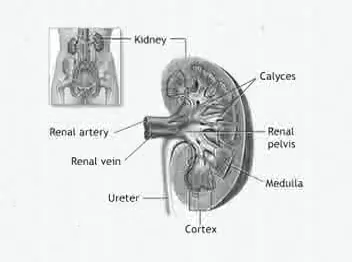 Kidney
Calyces
Renal artery
Renal
pelvis
Renal vein
Medulla
Ureter
Cortex